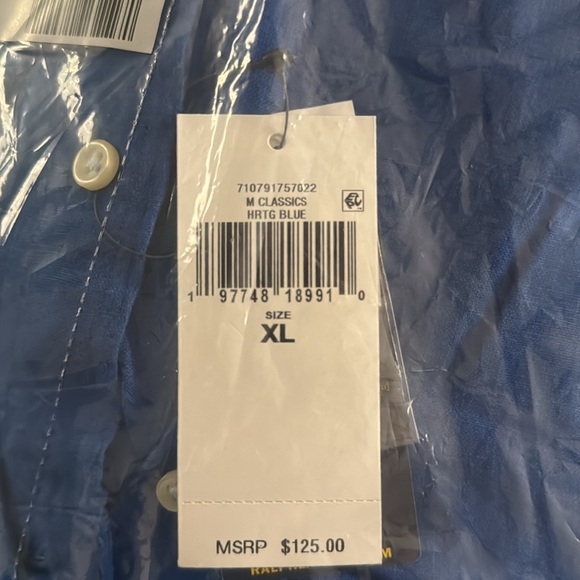 710791757022
M CLASSICS
HRTG BLUE
1 97748 18991 0
SIZE
XL
MSRP $125.00